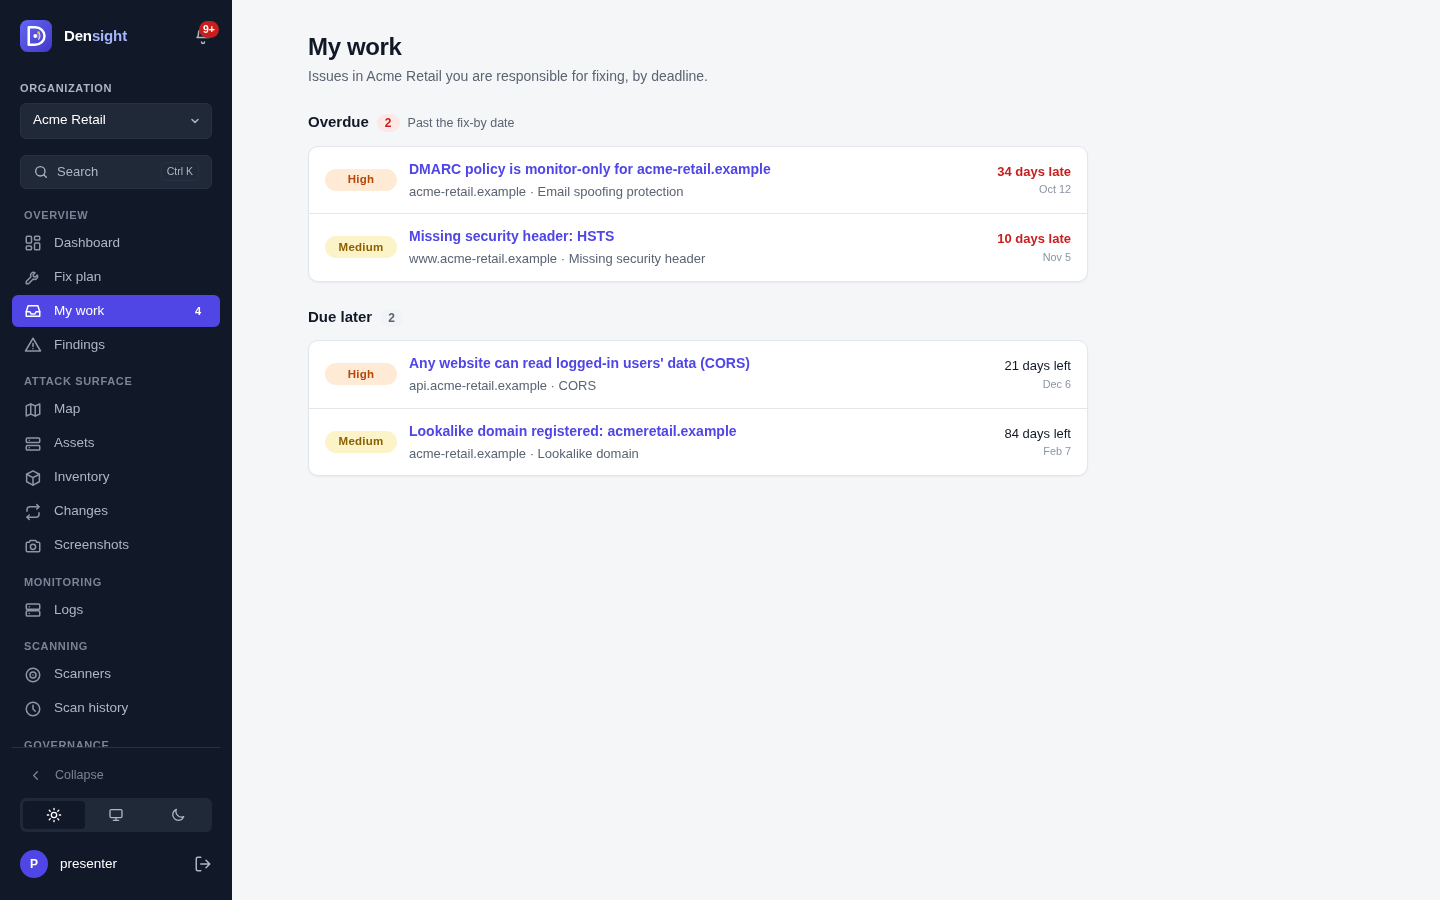 Densight
9+
ORGANIZATION
Acme Retail
Search
Ctrl K
OVERVIEW
Dashboard
Fix plan
My work
4
Findings
ATTACK SURFACE
Map
Assets
Inventory
Changes
Screenshots
MONITORING
Logs
SCANNING
Scanners
Scan history
GOVERNANCE
Collapse
P
presenter
My work
Issues in Acme Retail you are responsible for fixing, by deadline.
Overdue 2 Past the fix-by date
High
DMARC policy is monitor-only for acme-retail.example
acme-retail.example · Email spoofing protection
34 days late
Oct 12
Medium
Missing security header: HSTS
www.acme-retail.example · Missing security header
10 days late
Nov 5
Due later 2
High
Any website can read logged-in users' data (CORS)
api.acme-retail.example · CORS
21 days left
Dec 6
Medium
Lookalike domain registered: acmeretail.example
acme-retail.example · Lookalike domain
84 days left
Feb 7